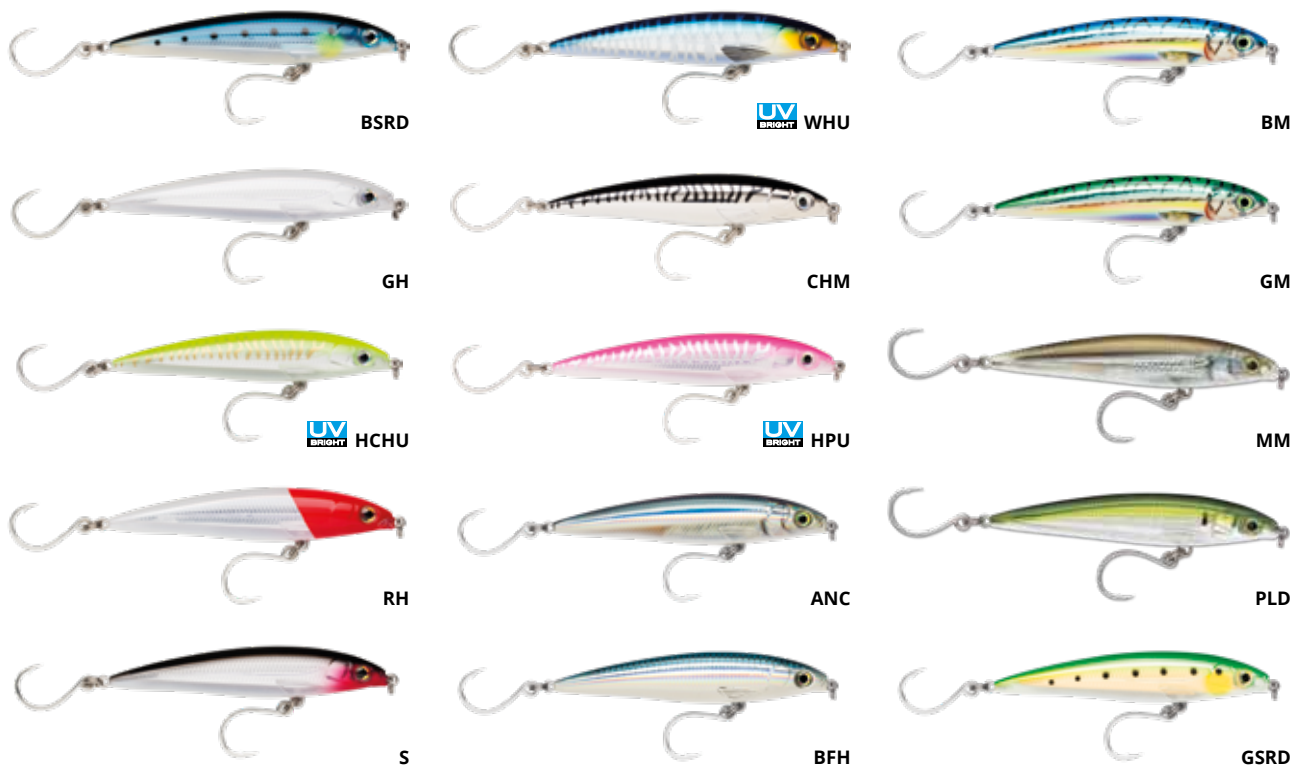 BSRD
UV
BRIGHT
WHU
BM
GH
CHM
GM
UV
BRIGHT
HCHU
UV
BRIGHT
HPU
MM
RH
ANC
PLD
S
BFH
GSRD